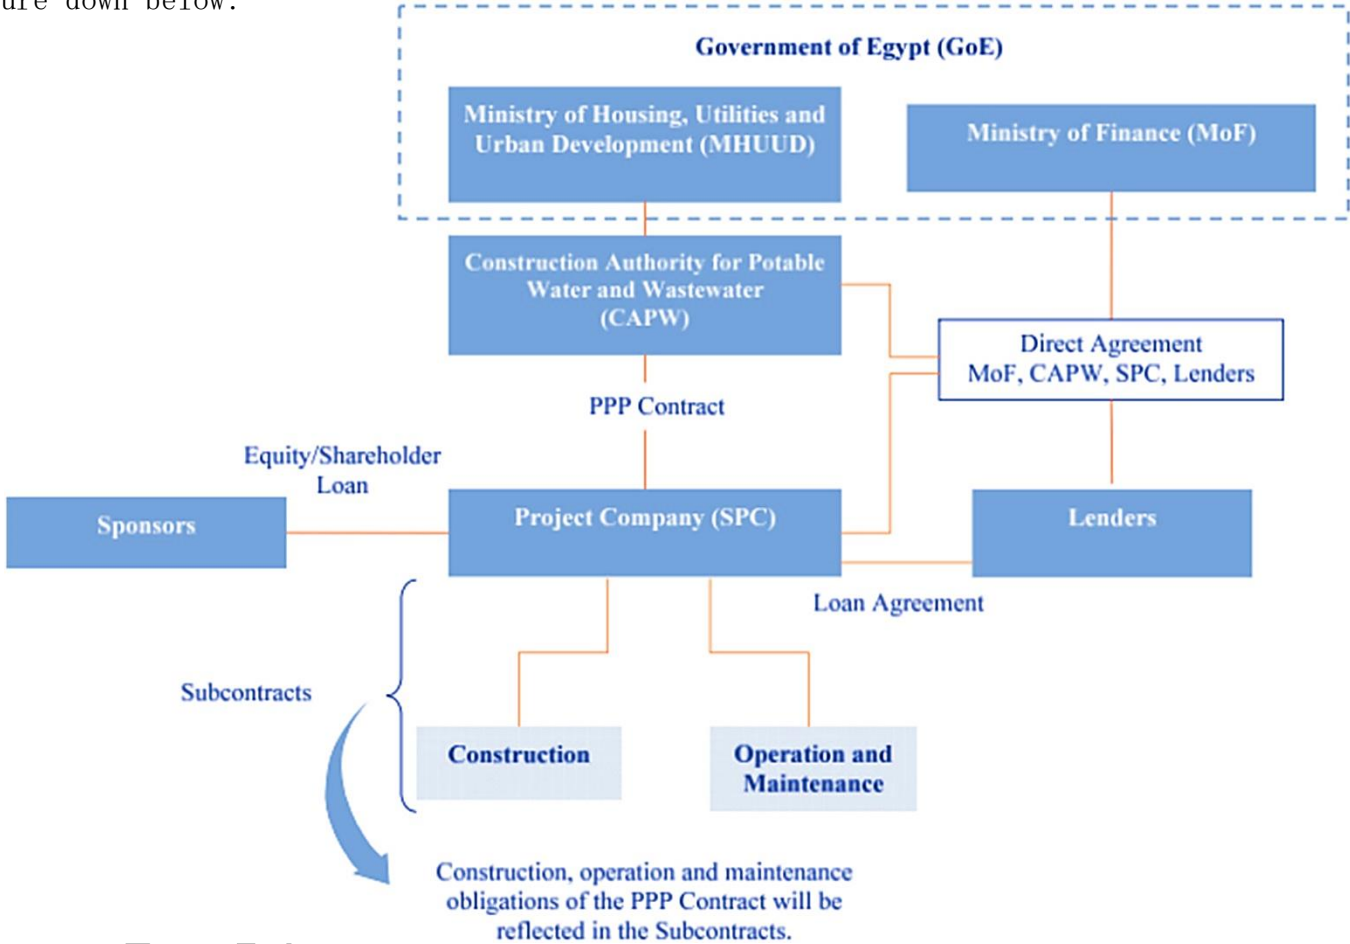 ure down below:
Government of Egypt (GoE)
Ministry of Housing, Utilities and
Urban Development (MHUUD)
Ministry of Finance (MoF)
Construction Authority for Potable
Water and Wastewater
(CAPW)
Direct Agreement
MoF, CAPW, SPC, Lenders
PPP Contract
Equity/Shareholder
Loan
Sponsors
Project Company (SPC)
Lenders
Loan Agreement
Subcontracts
Construction
Operation and
Maintenance
Construction, operation and maintenance
obligations of the PPP Contract will be
reflected in the Subcontracts.